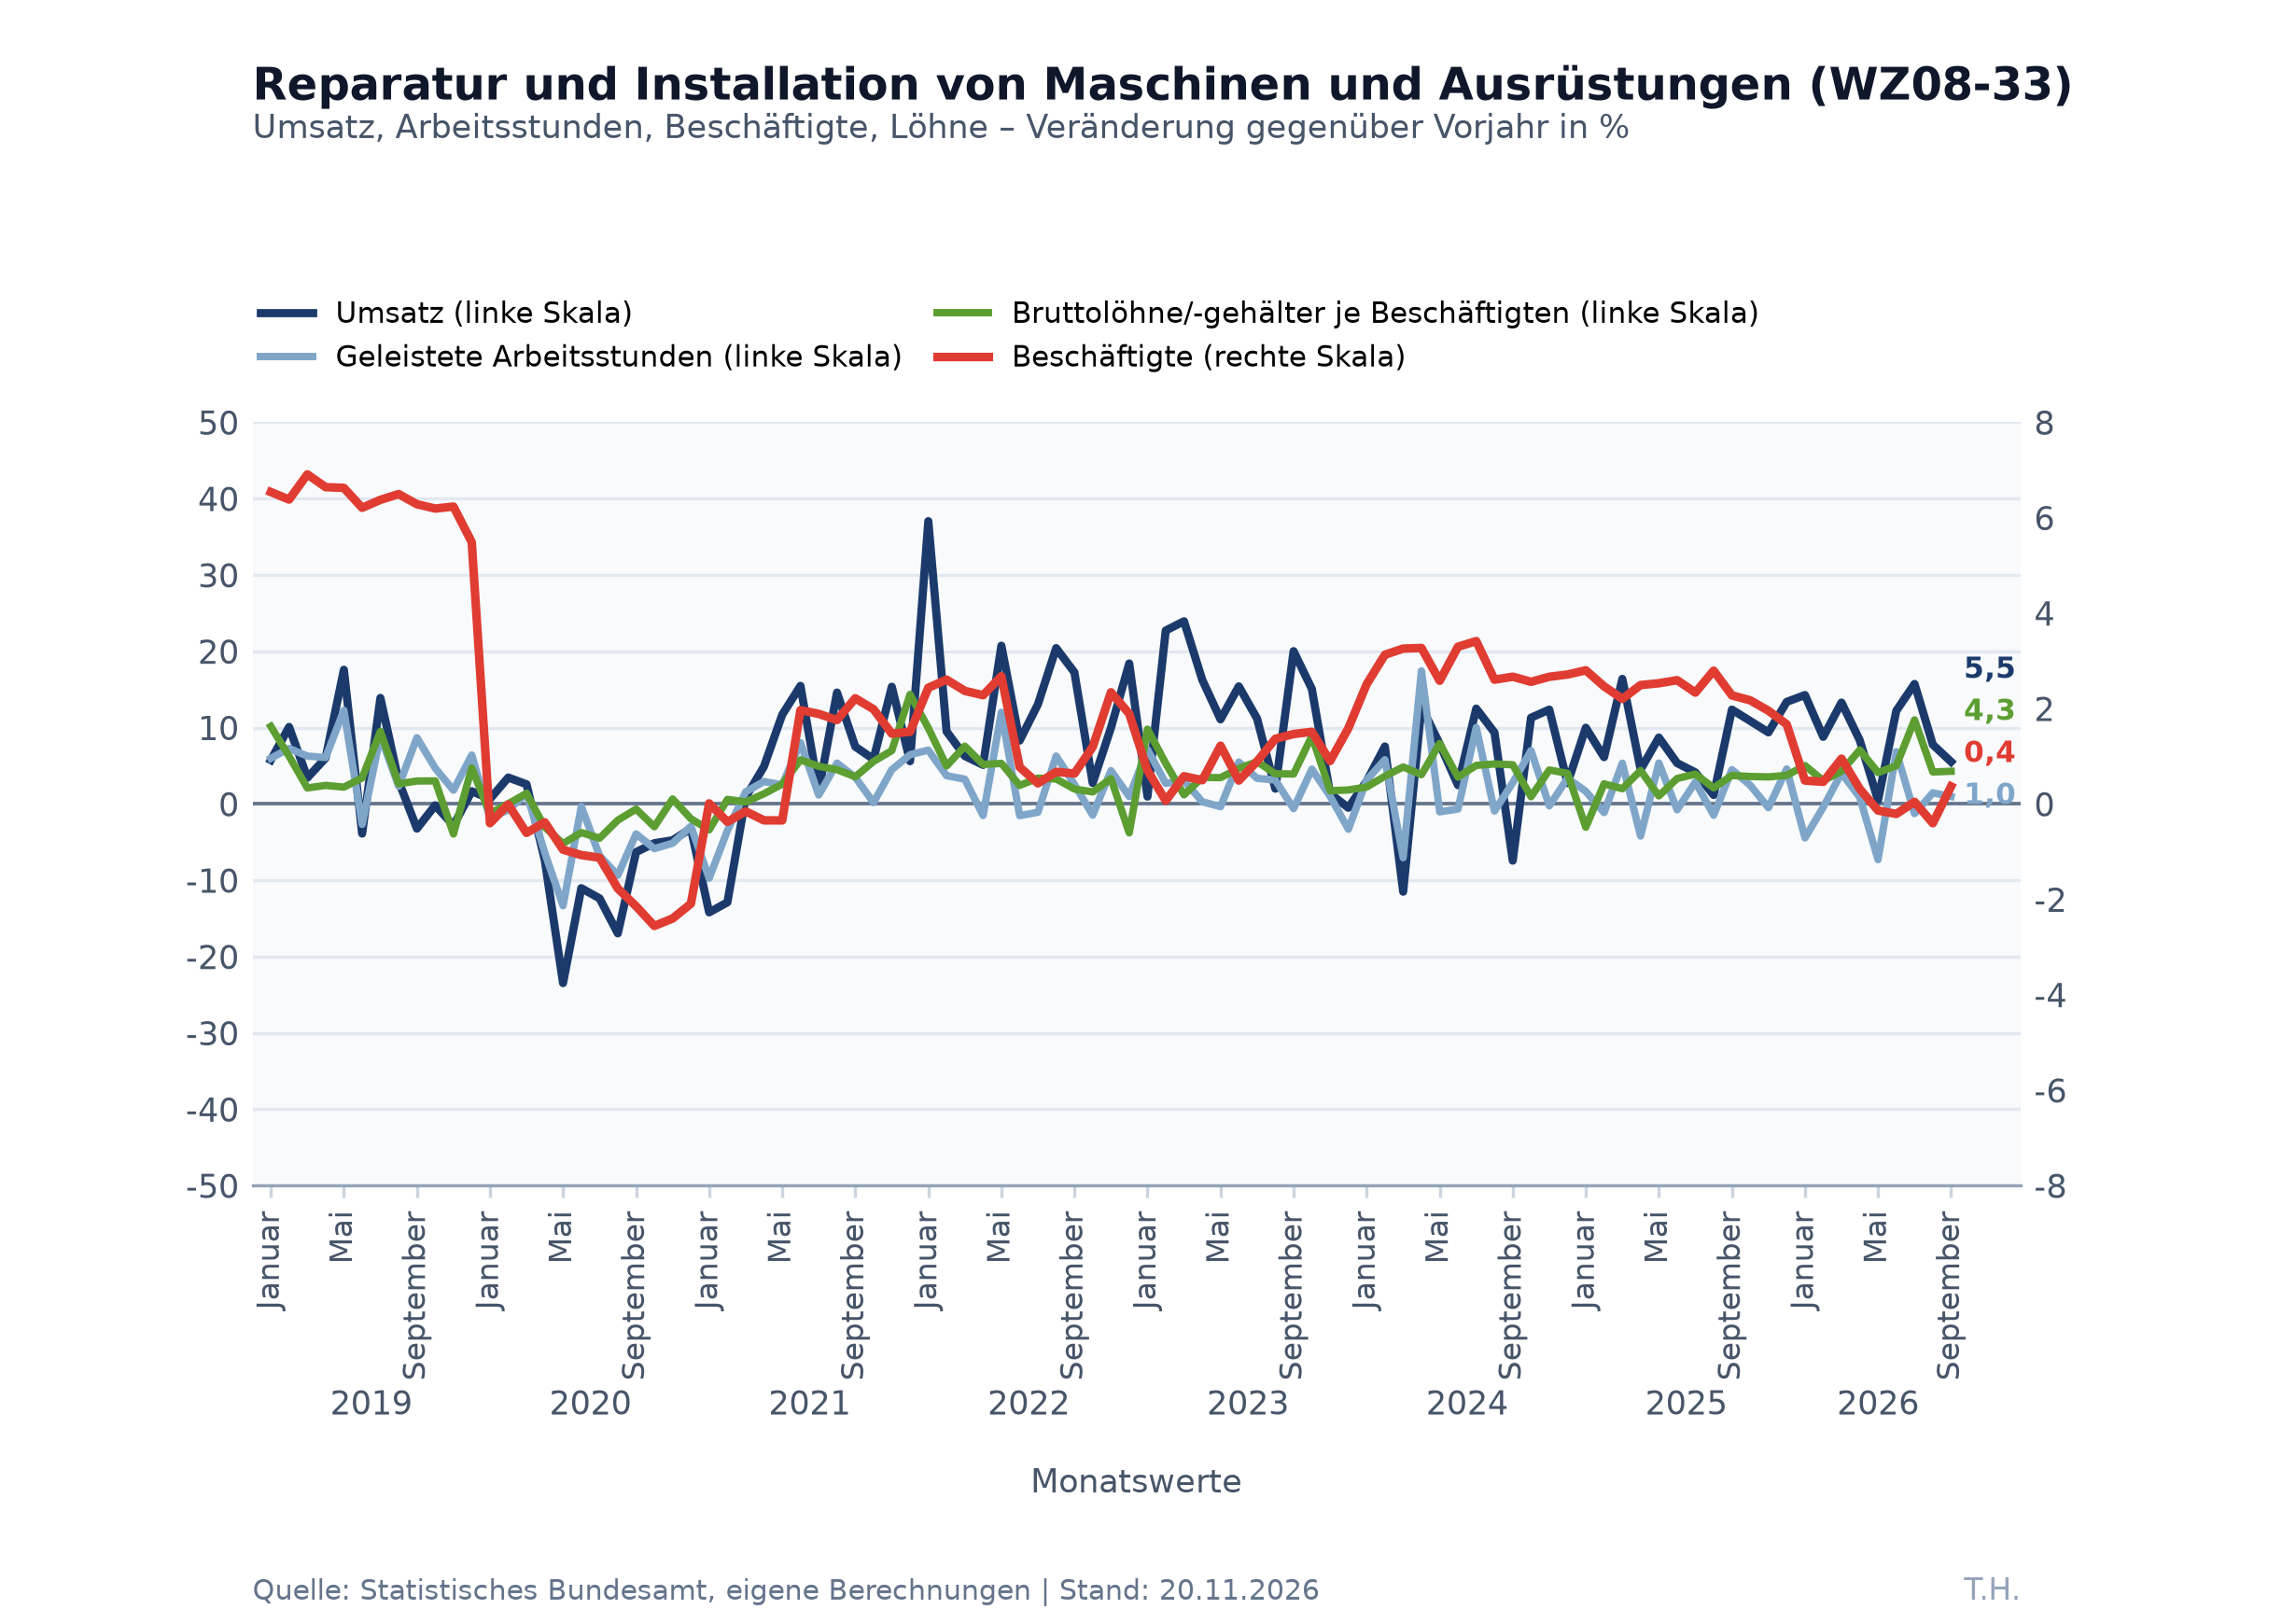 Reparatur und Installation von Maschinen und Ausrüstungen (WZ08-33)
Umsatz, Arbeitsstunden, Beschäftigte, Löhne – Veränderung gegenüber Vorjahr in %
Umsatz (linke Skala)
Geleistete Arbeitsstunden (linke Skala)
Bruttolöhne/-gehälter je Beschäftigten (linke Skala)
Beschäftigte (rechte Skala)
50
40
30
20
10
0
-10
-20
-30
-40
-50
8
6
4
2
0
-2
-4
-6
-8
5,5
4,3
0,4
1,0
Januar
Mai
September
Januar
Mai
September
Januar
Mai
September
Januar
Mai
September
Januar
Mai
September
Januar
Mai
September
Januar
Mai
September
Januar
Mai
September
2019
2020
2021
2022
2023
2024
2025
2026
Monatswerte
Quelle: Statistisches Bundesamt, eigene Berechnungen | Stand: 20.11.2026
T.H.